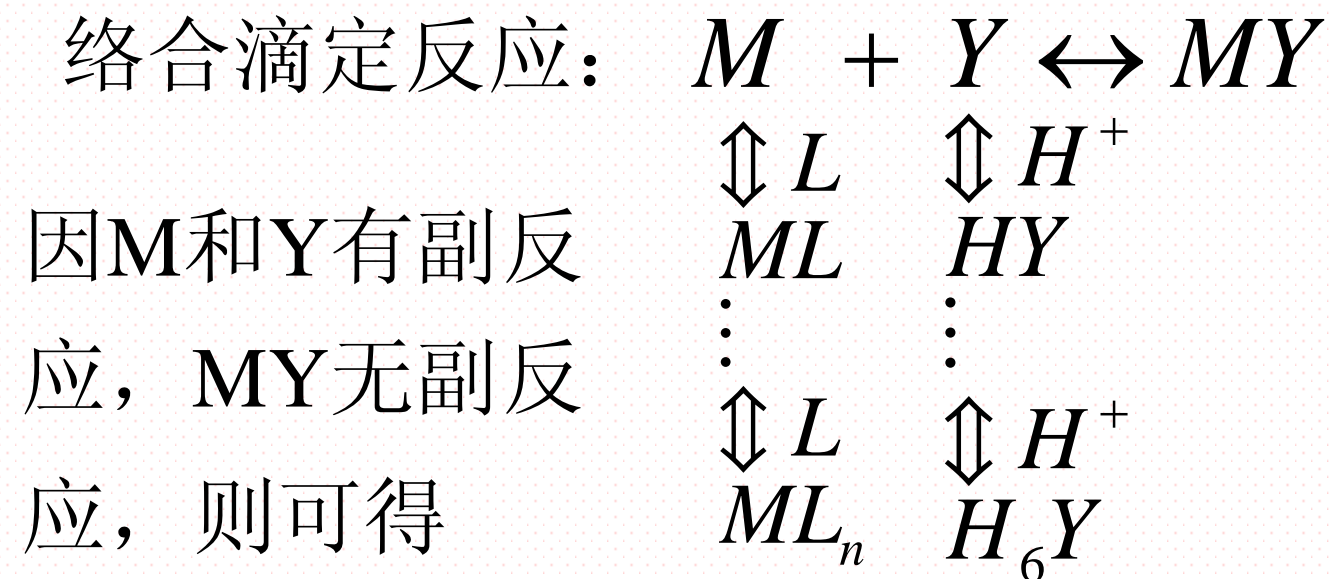 络合滴定反应： M + Y ↔ MY
⇕ L ⇕ H⁺
因M和Y有副反 ML HY
⋮ ⋮
应，MY无副反
⇕ L ⇕ H⁺
应，则可得 MLₙ H₆Y